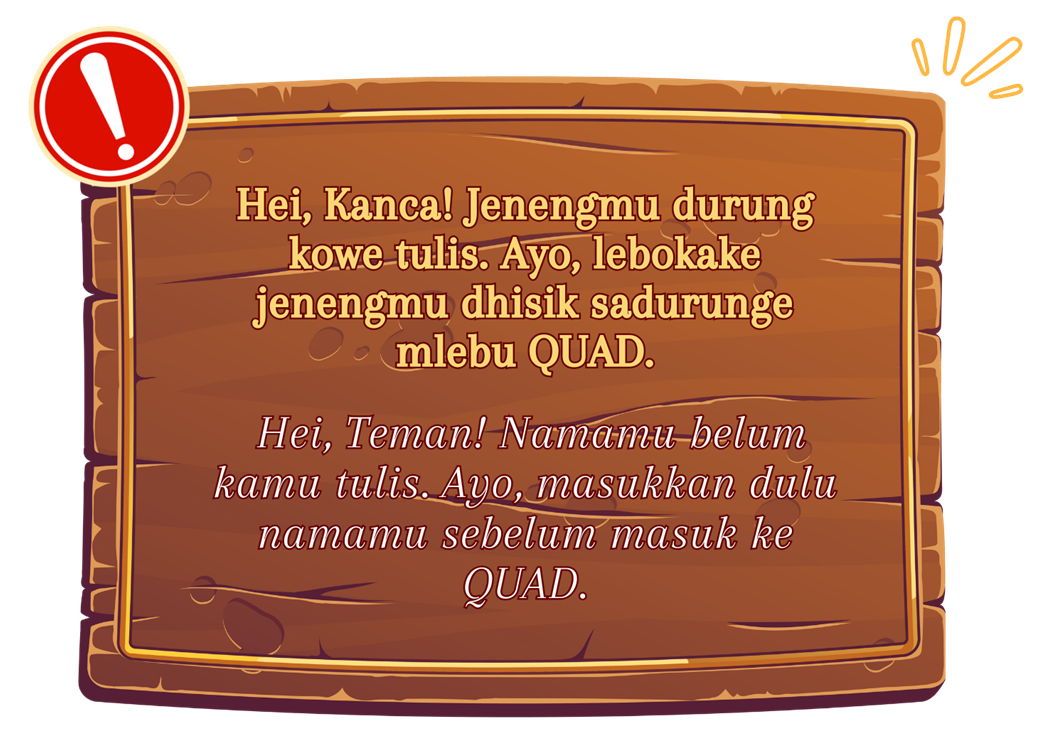 Hei, Kanca! Jenengmu durung
kowe tulis. Ayo, lebokake
jenengmu dhisik sadurunge
mlebu QUAD.
Hei, Teman! Namamu belum
kamu tulis. Ayo, masukkan dulu
namamu sebelum masuk ke
QUAD.